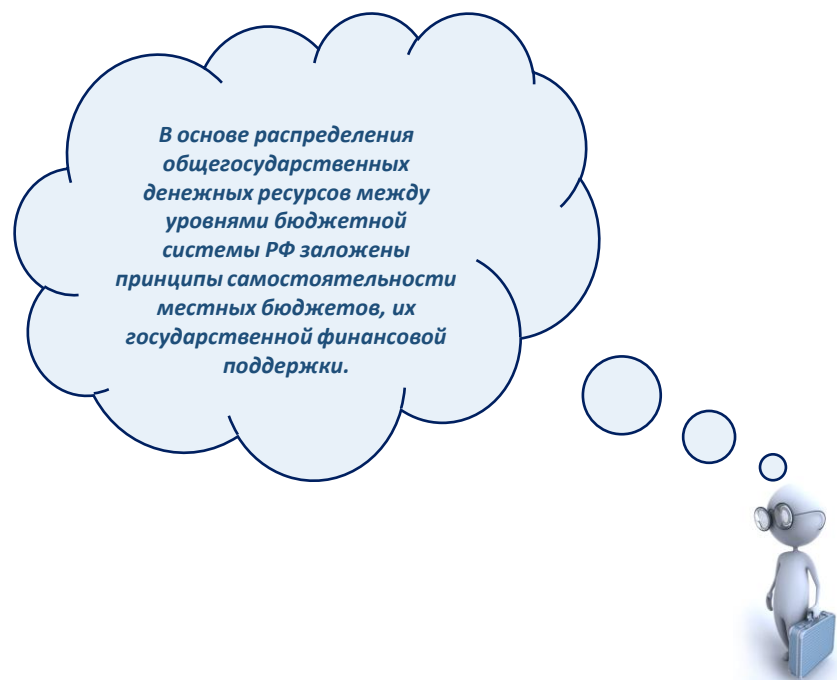 В основе распределения
общегосударственных
денежных ресурсов между
уровнями бюджетной
системы РФ заложены
принципы самостоятельности
местных бюджетов, их
государственной финансовой
поддержки.